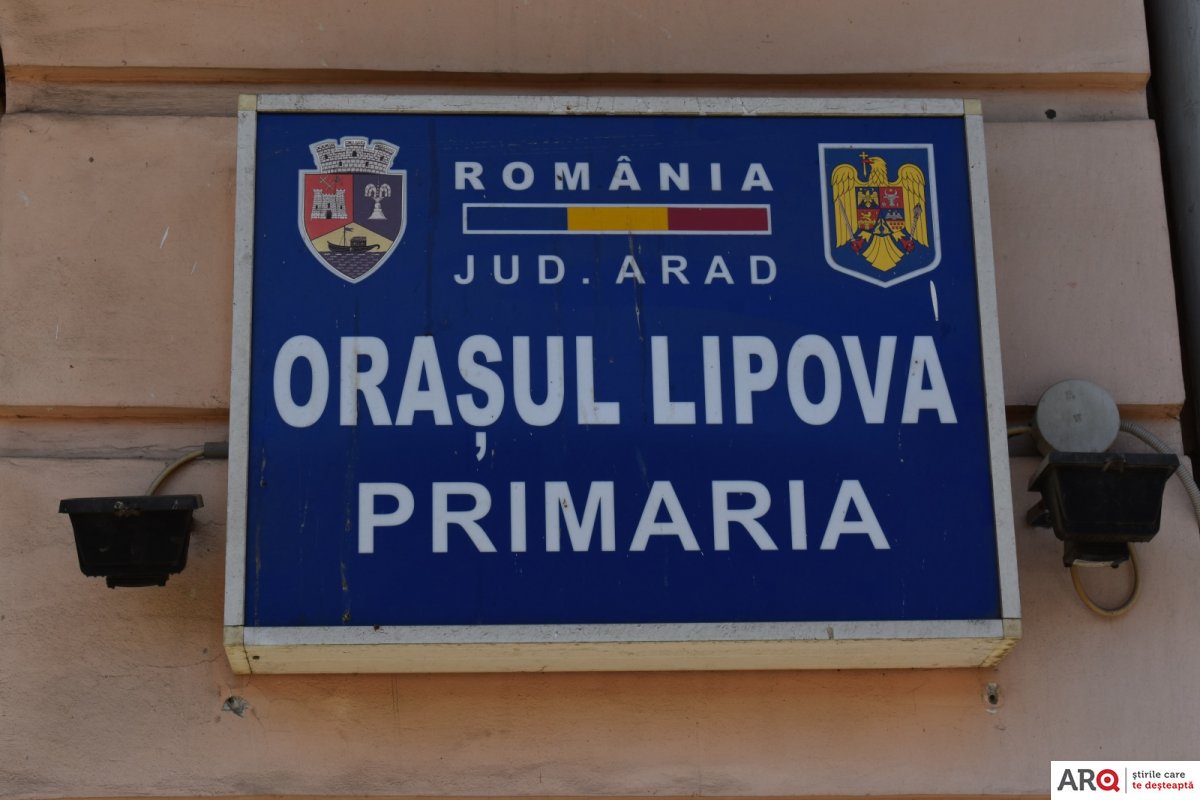 ROMÂNIA
JUD. ARAD
ORAȘUL LIPOVA
PRIMARIA
ARQ
știrile care
te deșteaptă